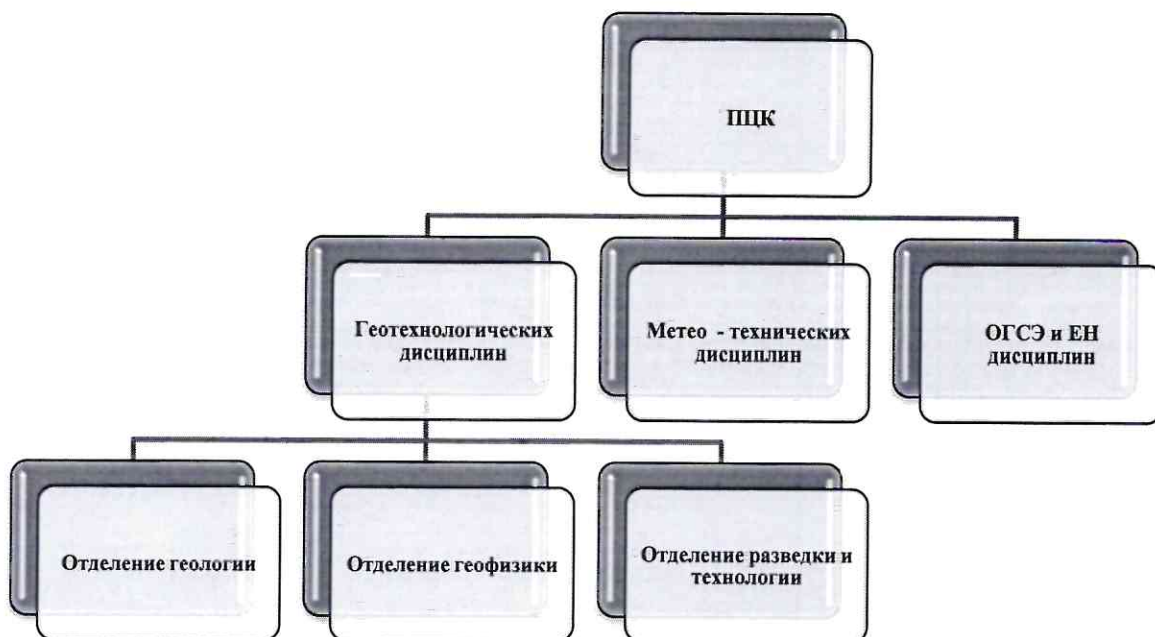 ПЦК
Геотехнологических
дисциплин
Метео - технических
дисциплин
ОГСЭ и ЕН
дисциплин
Отделение геологии
Отделение геофизики
Отделение разведки и
технологии